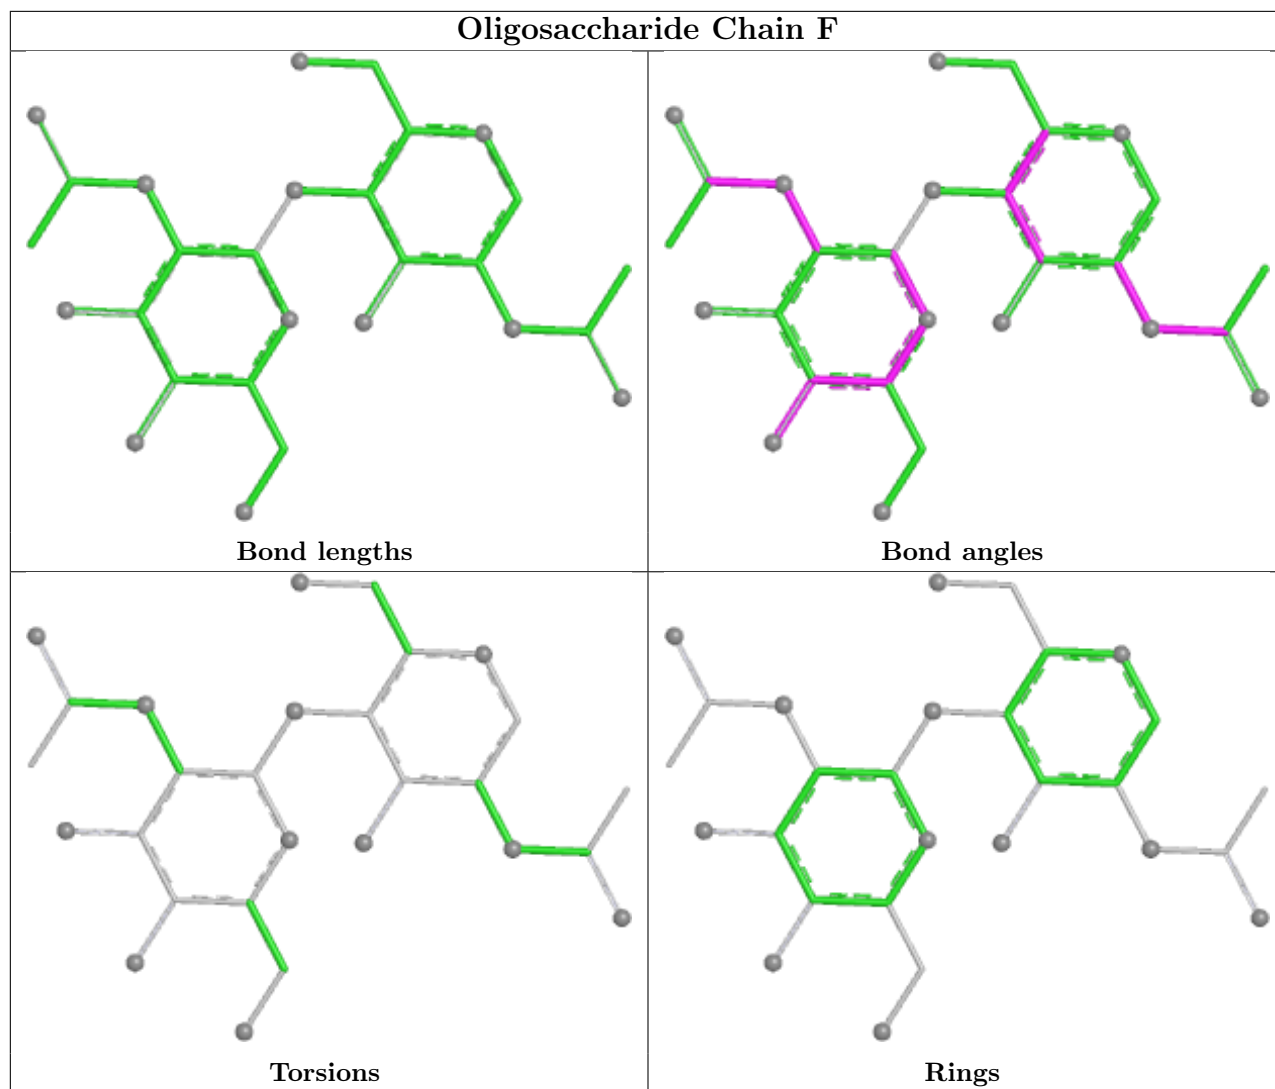 Oligosaccharide Chain F
Bond lengths
Bond angles
Torsions
Rings